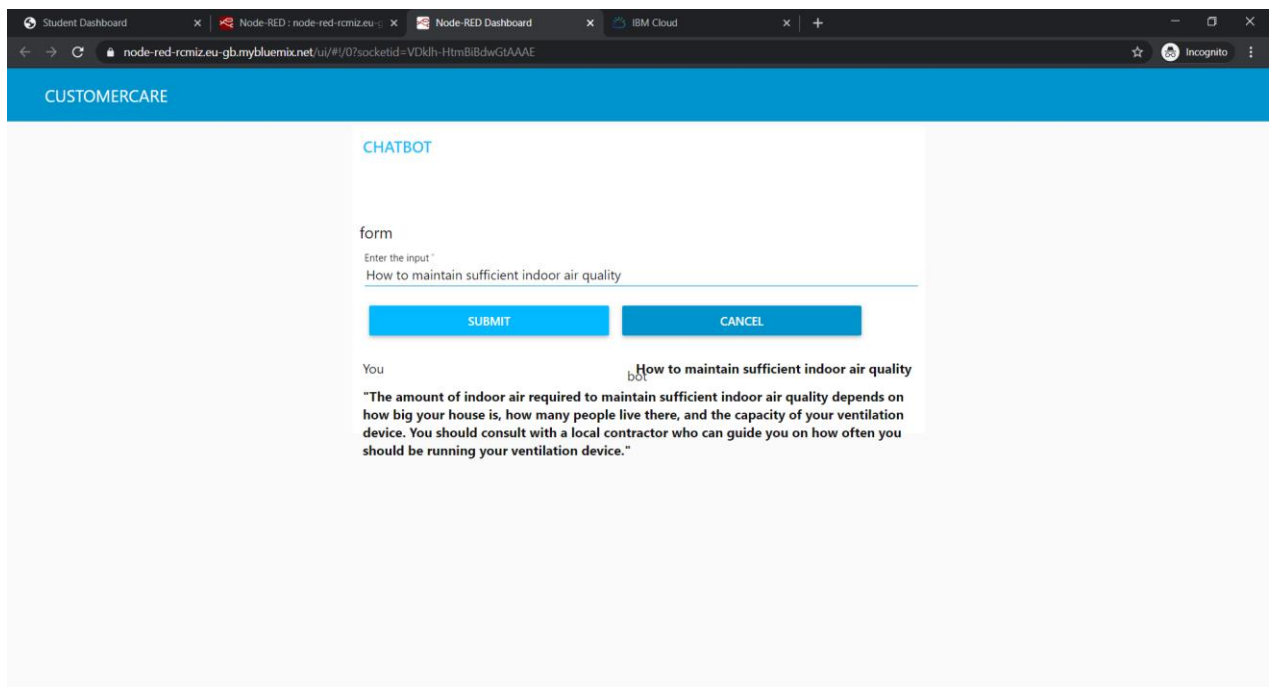 Student Dashboard
Node-RED : node-red-rcmiz.eu-g
Node-RED Dashboard
IBM Cloud
node-red-rcmiz.eu-gb.mybluemix.net/ui/#!/0?socketid=VDklh-HtmBiBdwGtAAAE
Incognito
CUSTOMERCARE
CHATBOT
form
Enter the input *
How to maintain sufficient indoor air quality
SUBMIT CANCEL
You How to maintain sufficient indoor air quality
bot
"The amount of indoor air required to maintain sufficient indoor air quality depends on
how big your house is, how many people live there, and the capacity of your ventilation
device. You should consult with a local contractor who can guide you on how often you
should be running your ventilation device."